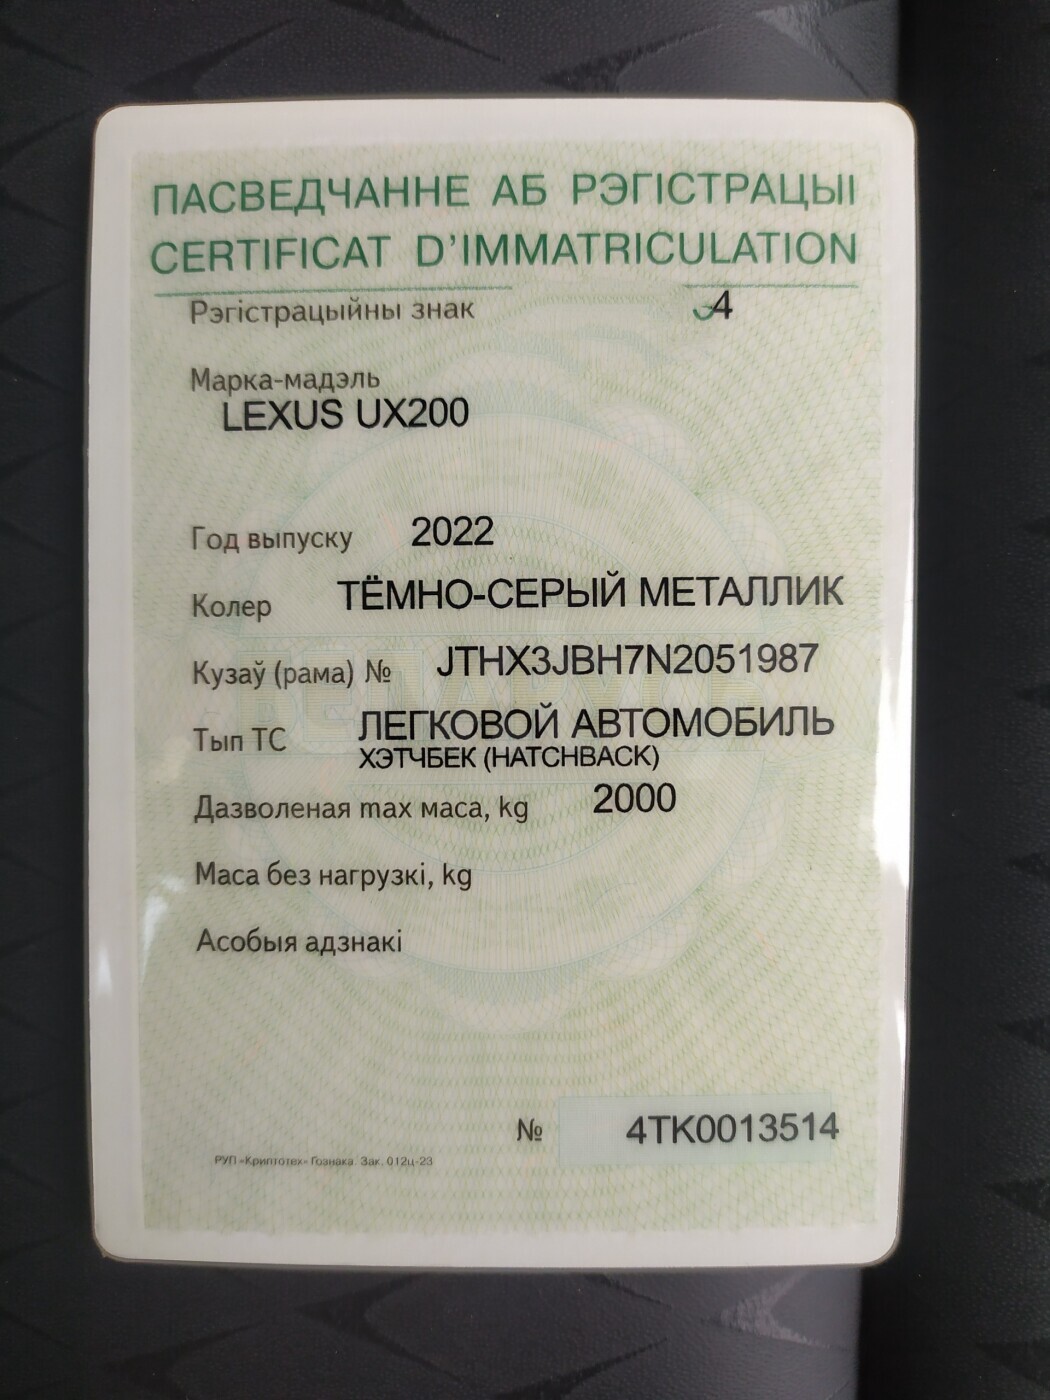 ПАСВЕДЧАННЕ АБ РЭГІСТРАЦЫІ
CERTIFICAT D'IMMATRICULATION
Рэгістрацыйны знак 4
Марка-мадэль
LEXUS UX200
Год выпуску 2022
Колер ТЁМНО-СЕРЫЙ МЕТАЛЛИК
Кузаў (рама) № JTHX3JBH7N2051987
Тып ТС ЛЕГКОВОЙ АВТОМОБИЛЬ
ХЭТЧБЕК (HATCHBACK)
Дазволеная max маса, kg 2000
Маса без нагрузкі, kg
Асобыя адзнакі
№ 4TK0013514
РУП «Криптотех» Гознака. Зак. 012ц-23